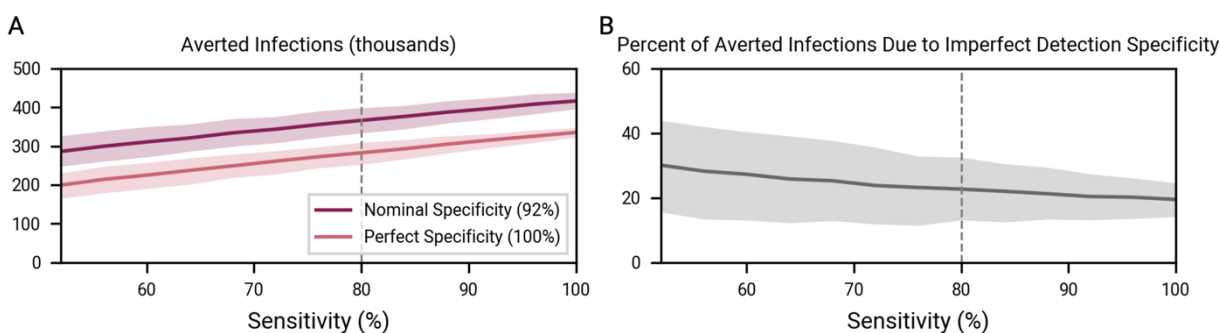 A
Averted Infections (thousands)
500
400
300
200
100
0
60
70
80
90
100
Sensitivity (%)
Nominal Specificity (92%)
Perfect Specificity (100%)
B
Percent of Averted Infections Due to Imperfect Detection Specificity
60
40
20
0
60
70
80
90
100
Sensitivity (%)